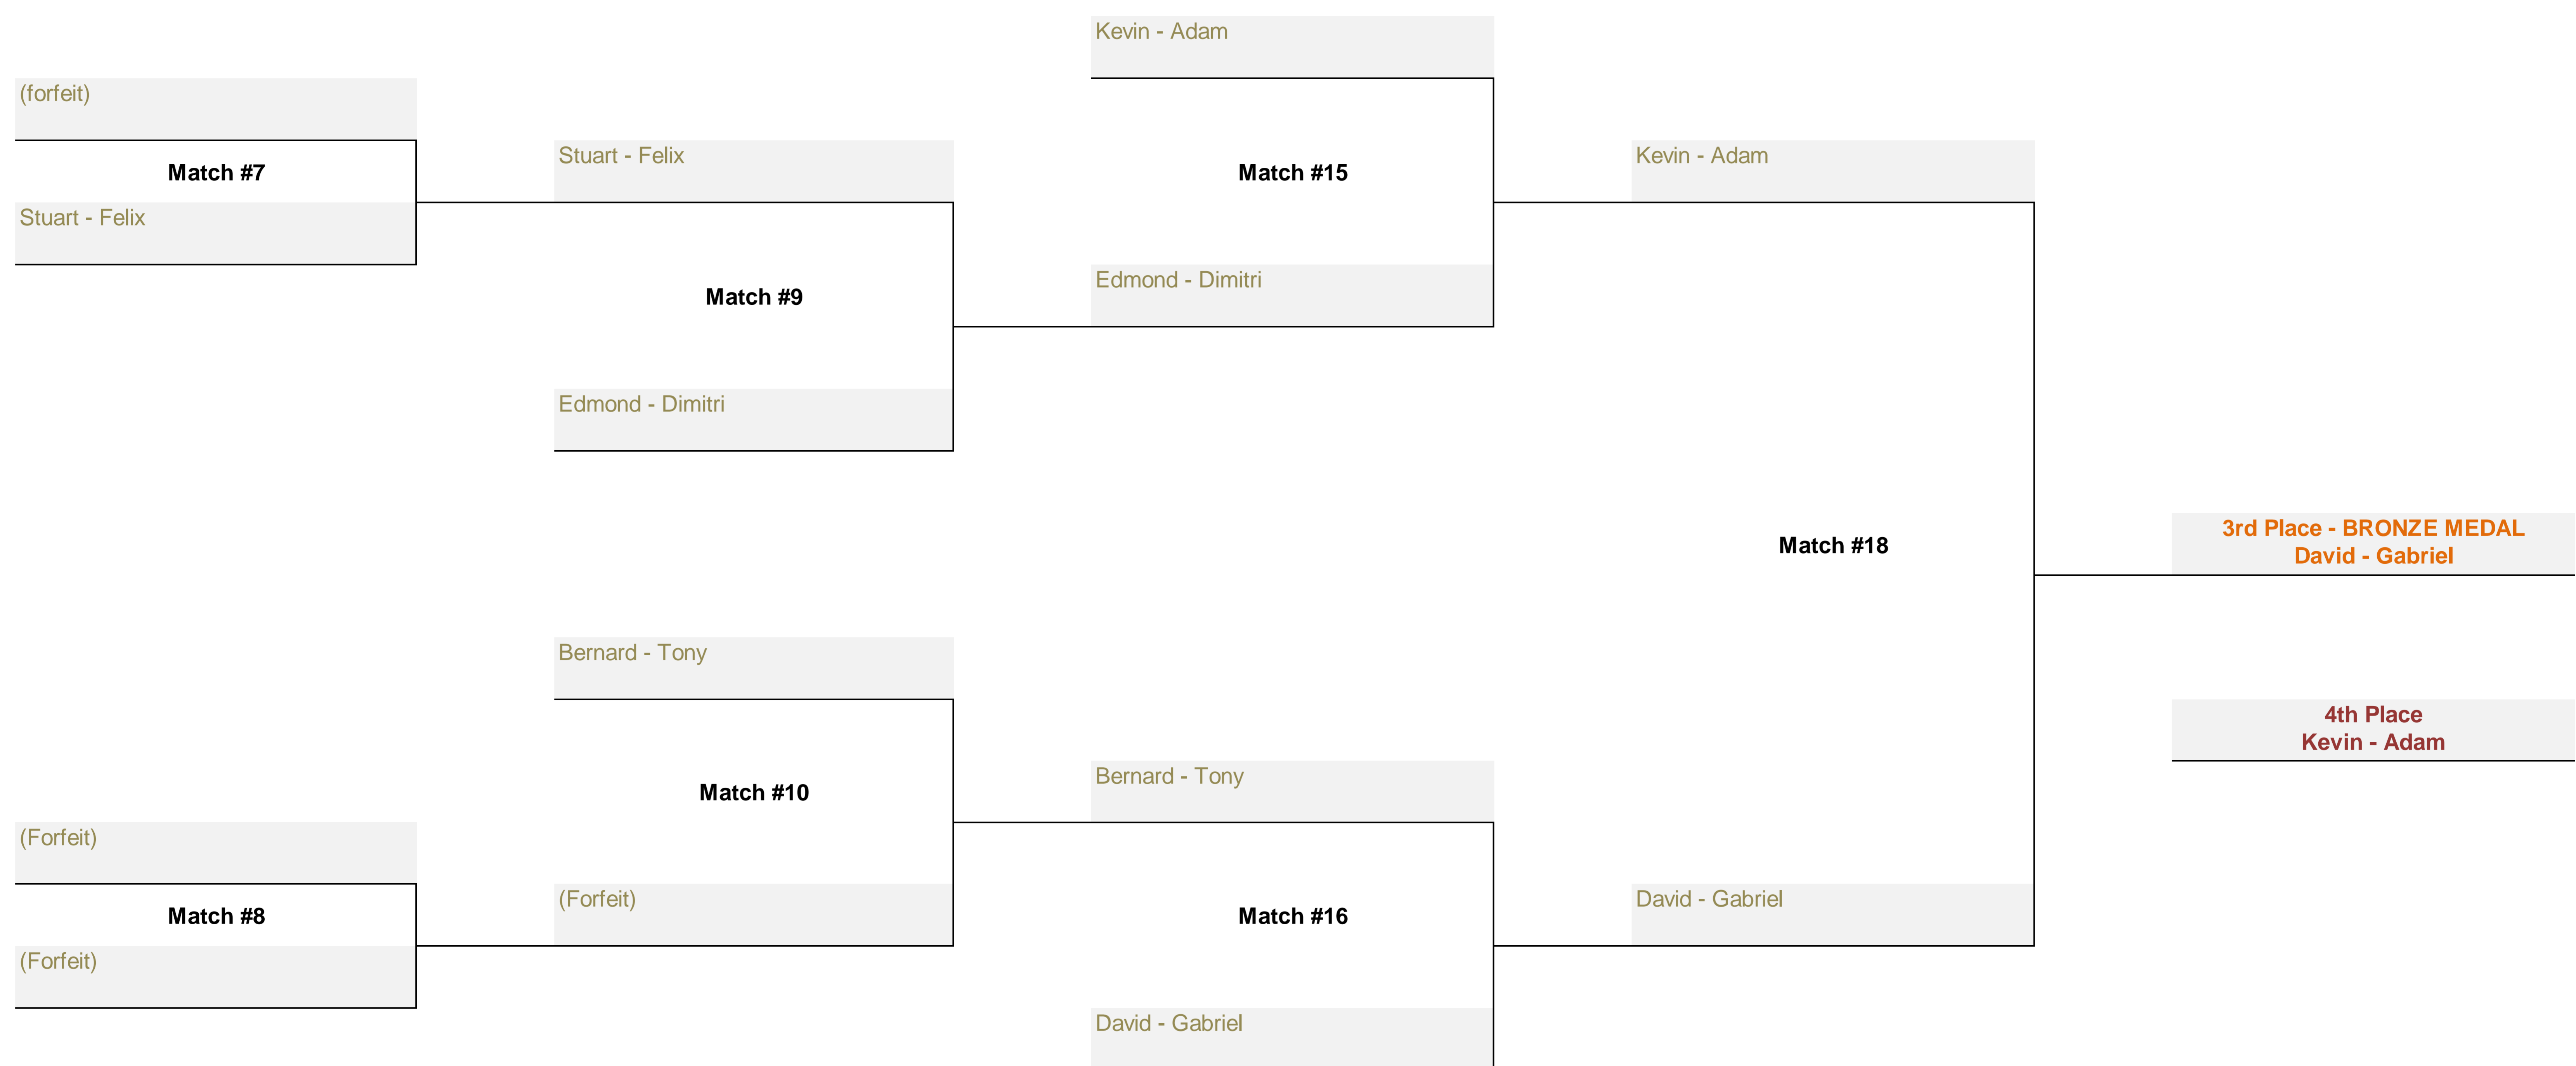 Kevin - Adam
(forfeit)
Match #7
Stuart - Felix
Stuart - Felix
Match #9
Edmond - Dimitri
Match #15
Edmond - Dimitri
Kevin - Adam
Match #18
3rd Place - BRONZE MEDAL
David - Gabriel
4th Place
Kevin - Adam
Bernard - Tony
Match #10
(Forfeit)
(Forfeit)
Match #8
(Forfeit)
Bernard - Tony
Match #16
David - Gabriel
David - Gabriel